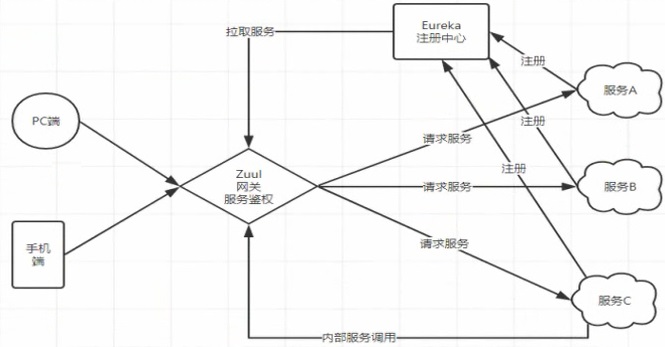 Eureka
注册中心
拉取服务
注册
服务A
PC端
注册
请求服务
Zuul
网关
服务鉴权
注册
请求服务
服务B
手机
端
请求服务
服务C
内部服务调用